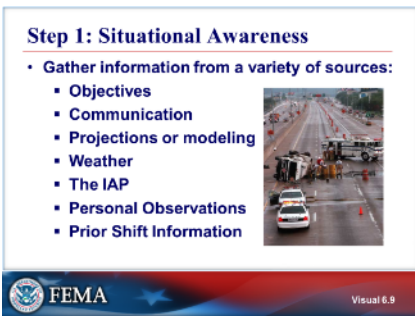 Step 1: Situational Awareness
• Gather information from a variety of sources:
▪ Objectives
▪ Communication
▪ Projections or modeling
▪ Weather
▪ The IAP
▪ Personal Observations
▪ Prior Shift Information
FEMA
Visual 6.9